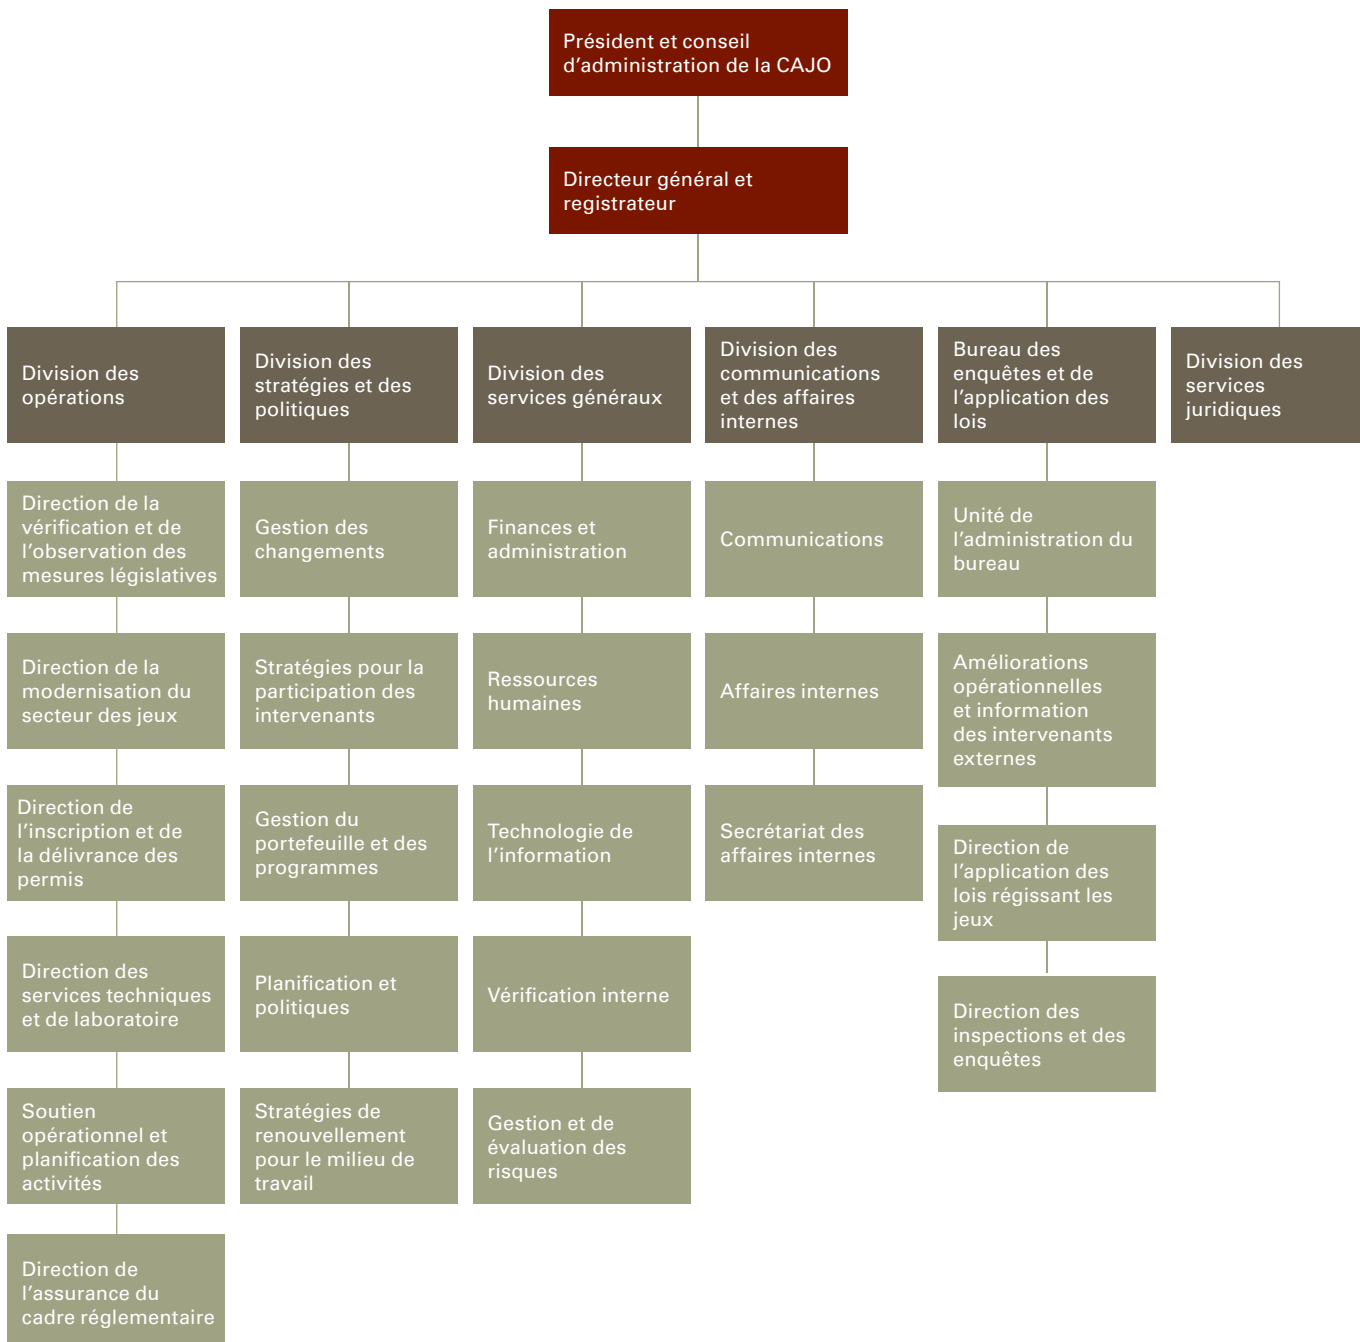 Président et conseil
d'administration de la CAJO
Directeur général et
registrateur
Division des
opérations
Division des
stratégies et des
politiques
Division des
services généraux
Division des
communications
et des affaires
internes
Bureau des
enquêtes et de
l'application des
lois
Division des
services
juridiques
Direction de la
vérification et de
l'observation des
mesures législatives
Direction de la
modernisation du
secteur des jeux
Direction de
l'inscription et de
la délivrance des
permis
Direction des
services techniques
et de laboratoire
Soutien
opérationnel et
planification des
activités
Direction de
l'assurance du
cadre réglementaire
Gestion des
changements
Stratégies pour la
participation des
intervenants
Gestion du
portefeuille et des
programmes
Planification et
politiques
Stratégies de
renouvellement
pour le milieu de
travail
Finances et
administration
Ressources
humaines
Technologie de
l'information
Vérification interne
Gestion et de
évaluation des
risques
Communications
Affaires internes
Secrétariat des
affaires internes
Unité de
l'administration du
bureau
Améliorations
opérationnelles
et information
des intervenants
externes
Direction de
l'application des
lois régissant les
jeux
Direction des
inspections et des
enquêtes